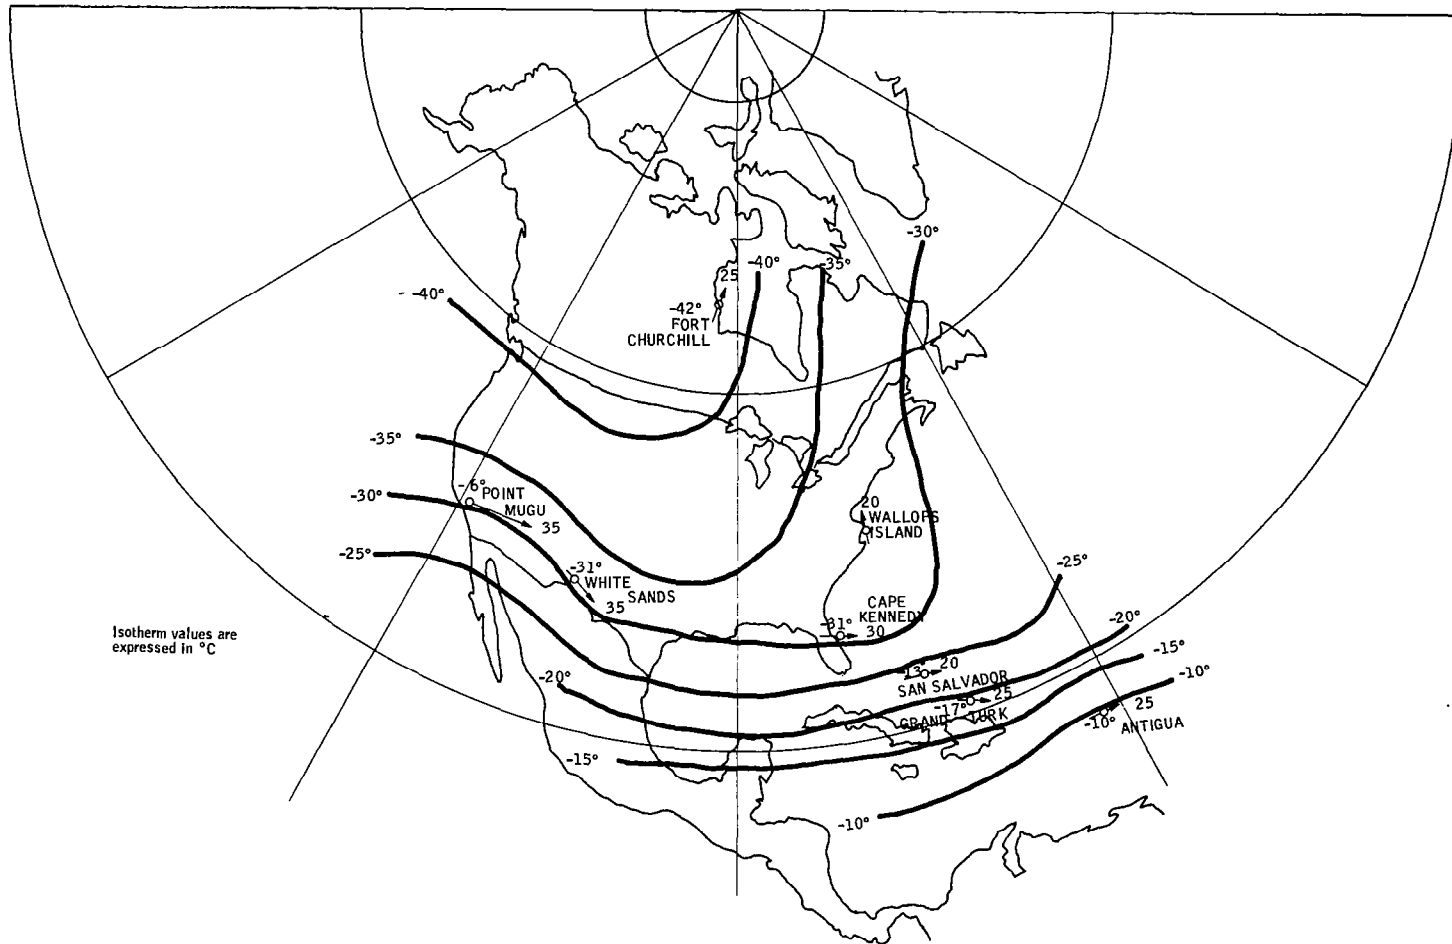 -30°
-40°
-35°
25
-40°
-42°
FORT
CHURCHILL
-35°
-6°
POINT
MUGU
35
-30°
20
WALLOPS
ISLAND
-25°
-31°
WHITE
SANDS
35
-25°
CAPE
KENNEDY
-31°
30
-20°
Isotherm values are
expressed in °C
-15°
-13°
20
SAN SALVADOR
-20°
-10°
-17°
25
GRAND TURK
25
-10°
ANTIGUA
-15°
-10°